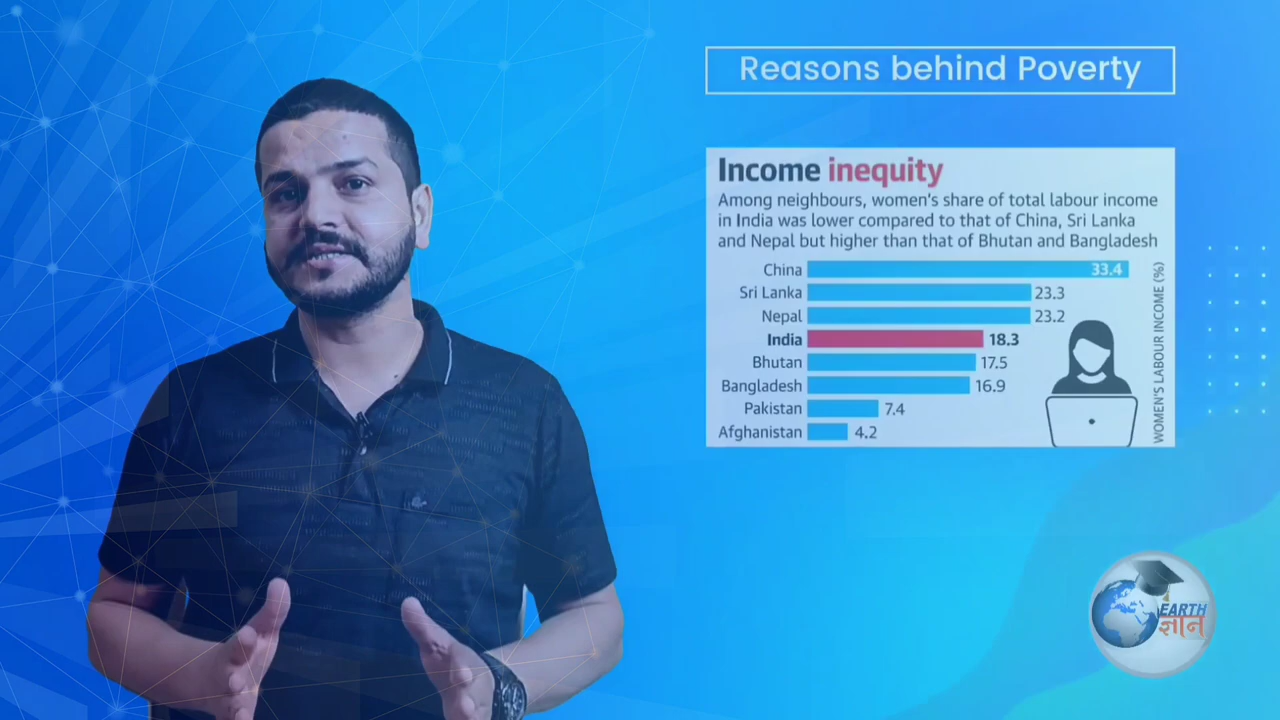 Reasons behind Poverty
Income inequity
Among neighbours, women's share of total labour income
in India was lower compared to that of China, Sri Lanka
and Nepal but higher than that of Bhutan and Bangladesh
China 33.4
Sri Lanka 23.3
Nepal 23.2
India 18.3
Bhutan 17.5
Bangladesh 16.9
Pakistan 7.4
Afghanistan 4.2
WOMEN'S LABOUR INCOME (%)
EARTH
ज्ञान